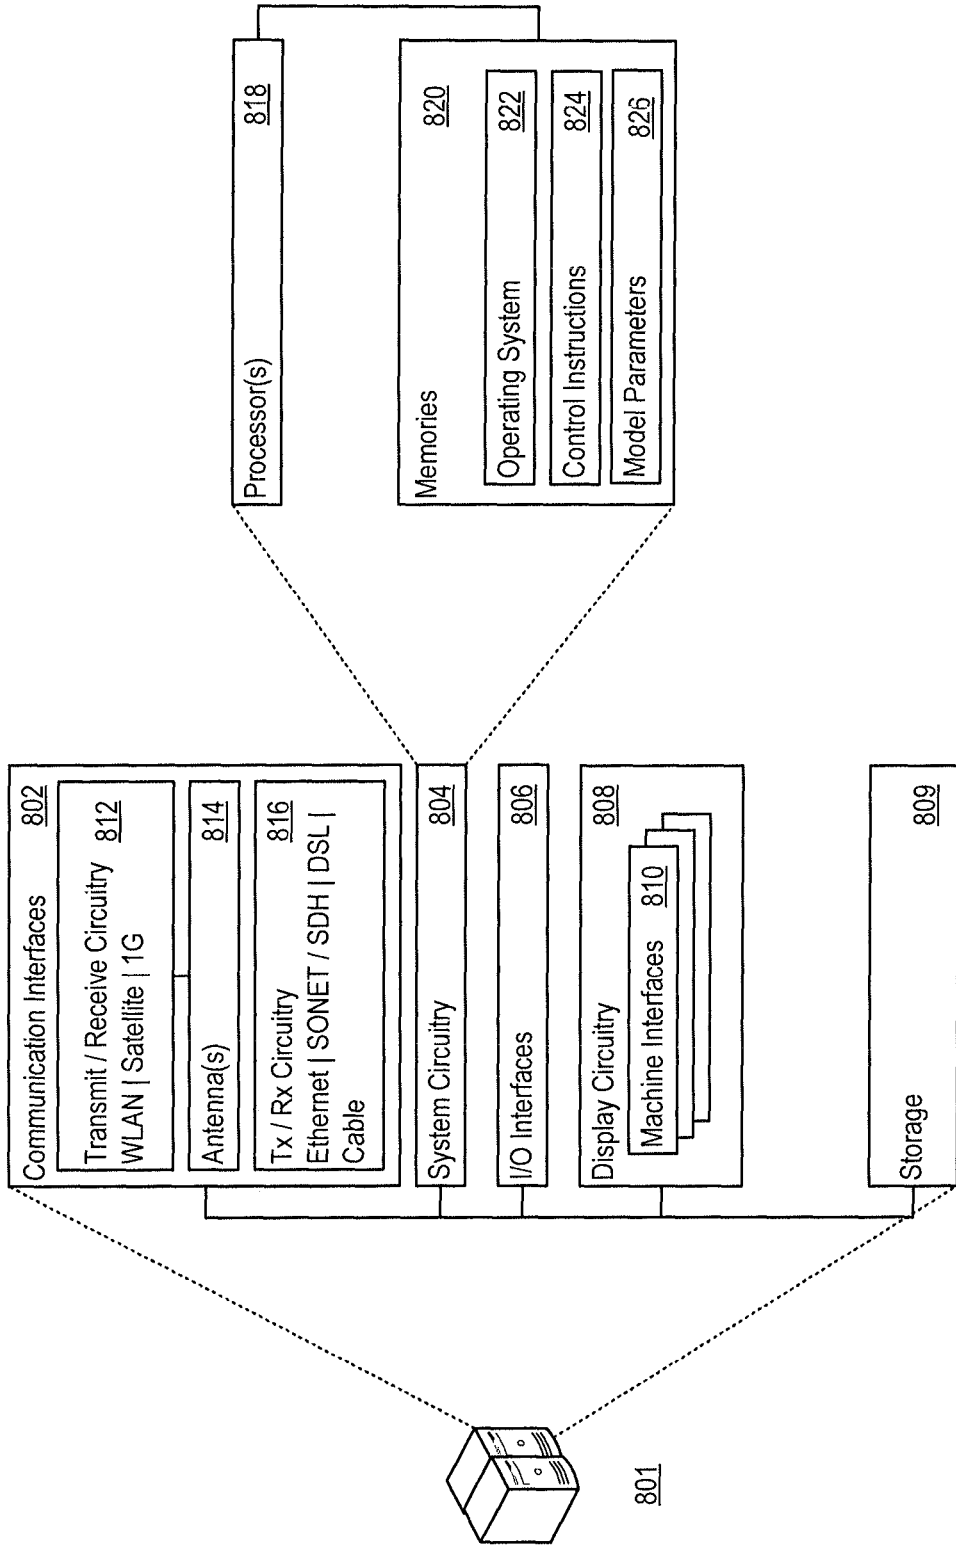 Communication Interfaces 802
Transmit / Receive Circuitry
WLAN | Satellite | 1G 812
Antenna(s) 814
Tx / Rx Circuitry 816
Ethernet | SONET / SDH | DSL |
Cable
System Circuitry 804
I/O Interfaces 806
Display Circuitry 808
Machine Interfaces 810
Storage 809
801
Processor(s) 818
Memories 820
Operating System 822
Control Instructions 824
Model Parameters 826